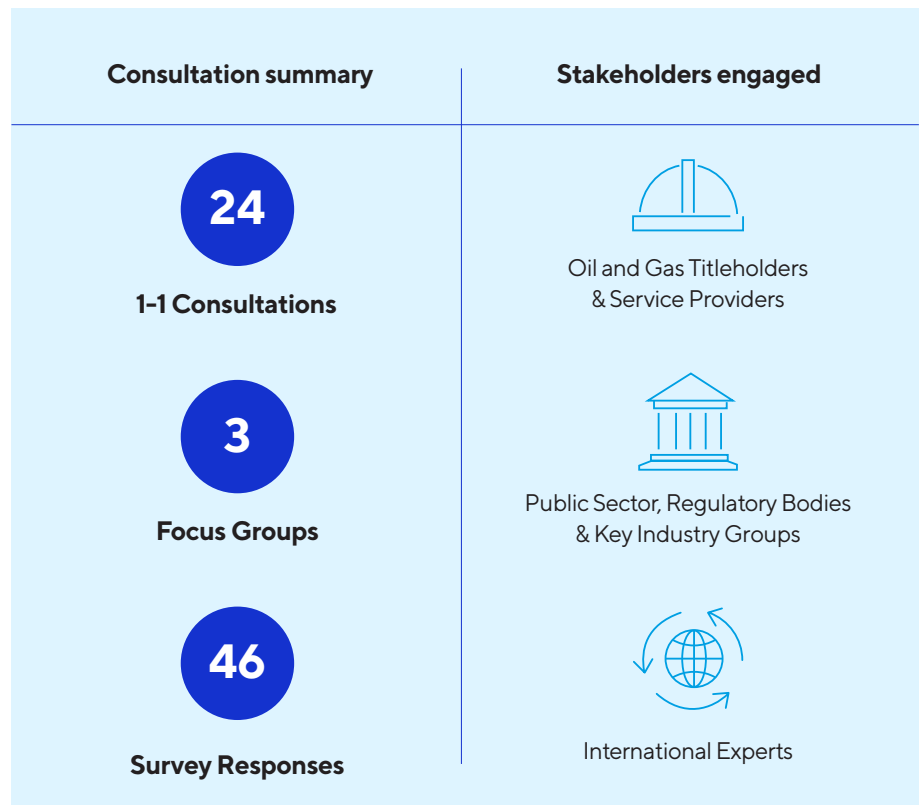 Consultation summary
Stakeholders engaged
24
1-1 Consultations
Oil and Gas Titleholders
& Service Providers
3
Focus Groups
Public Sector, Regulatory Bodies
& Key Industry Groups
46
Survey Responses
International Experts